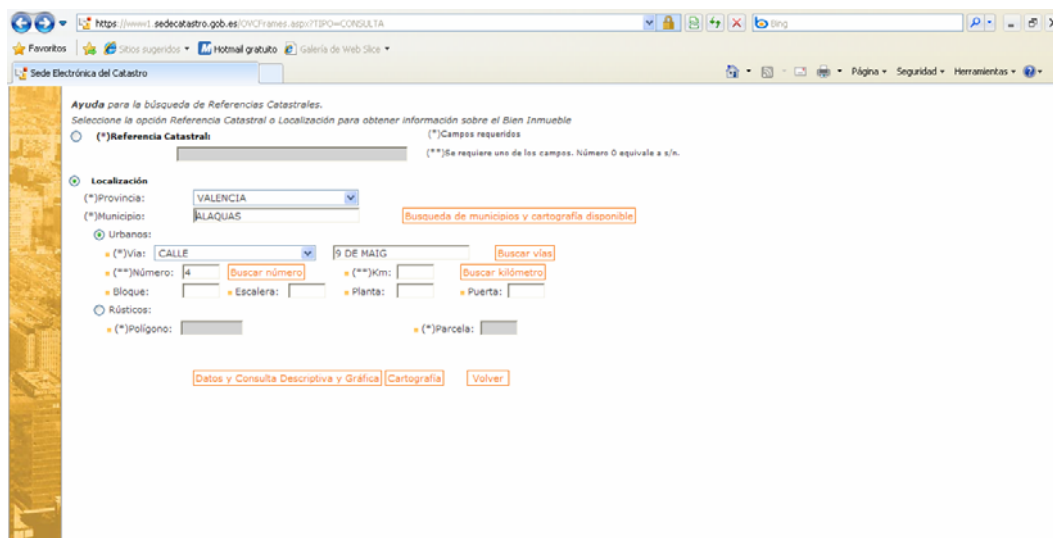 https://www1.sedecatastro.gob.es/OVCFrames.aspx?TIPO=CONSULTA
Bing
Favoritos Sitios sugeridos Hotmail gratuito Galería de Web Slice
Sede Electrónica del Catastro
Página Seguridad Herramientas
Ayuda para la búsqueda de Referencias Catastrales.
Seleccione la opción Referencia Catastral o Localización para obtener información sobre el Bien Inmueble
(*)Referencia Catastral: (*)Campos requeridos
(**)Se requiere uno de los campos. Número 0 equivale a s/n.
Localización
(*)Provincia: VALENCIA
(*)Municipio: ALAQUAS Busqueda de municipios y cartografía disponible
Urbanos:
(*)Via: CALLE 9 DE MAIG Buscar vías
(**)Número: 4 Buscar número (**)Km: Buscar kilómetro
Bloque: Escalera: Planta: Puerta:
Rústicos:
(*)Polígono: (*)Parcela:
Datos y Consulta Descriptiva y Gráfica Cartografía Volver